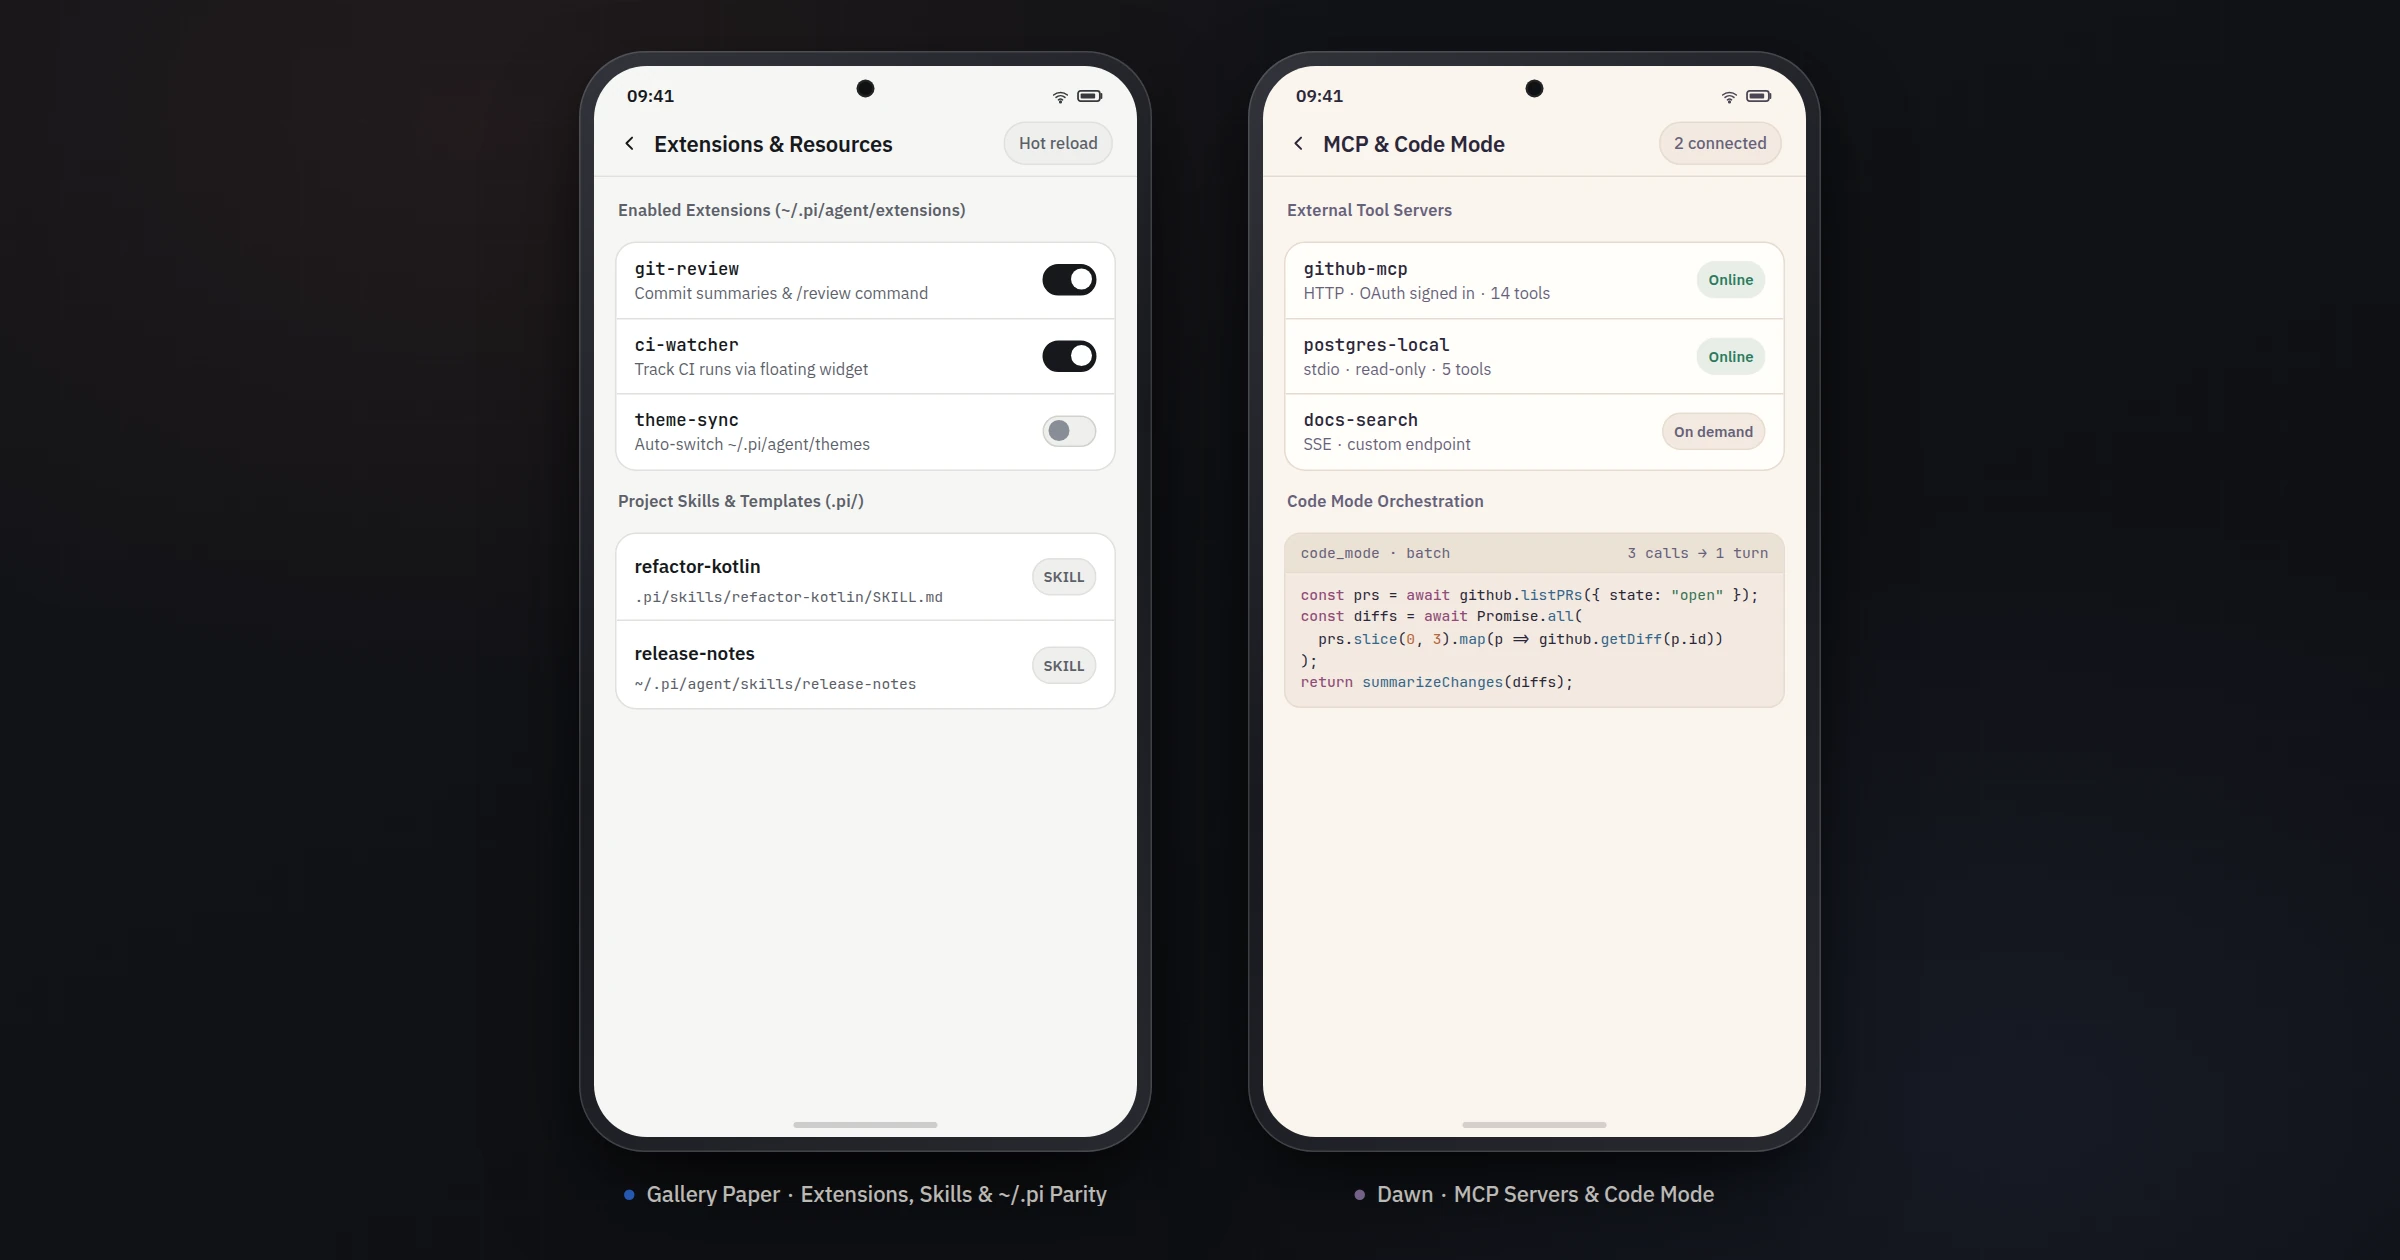 09:41
Extensions & Resources
Hot reload
Enabled Extensions (~/.pi/agent/extensions)
git-review
Commit summaries & /review command
ci-watcher
Track CI runs via floating widget
theme-sync
Auto-switch ~/.pi/agent/themes
Project Skills & Templates (.pi/)
refactor-kotlin
.pi/skills/refactor-kotlin/SKILL.md
SKILL
release-notes
~/.pi/agent/skills/release-notes
SKILL
Gallery Paper · Extensions, Skills & ~/.pi Parity
09:41
MCP & Code Mode
2 connected
External Tool Servers
github-mcp
HTTP · OAuth signed in · 14 tools
Online
postgres-local
stdio · read-only · 5 tools
Online
docs-search
SSE · custom endpoint
On demand
Code Mode Orchestration
code_mode · batch
3 calls → 1 turn
const prs = await github.listPRs({ state: "open" });
const diffs = await Promise.all(
  prs.slice(0, 3).map(p ⇒ github.getDiff(p.id))
);
return summarizeChanges(diffs);
Dawn · MCP Servers & Code Mode